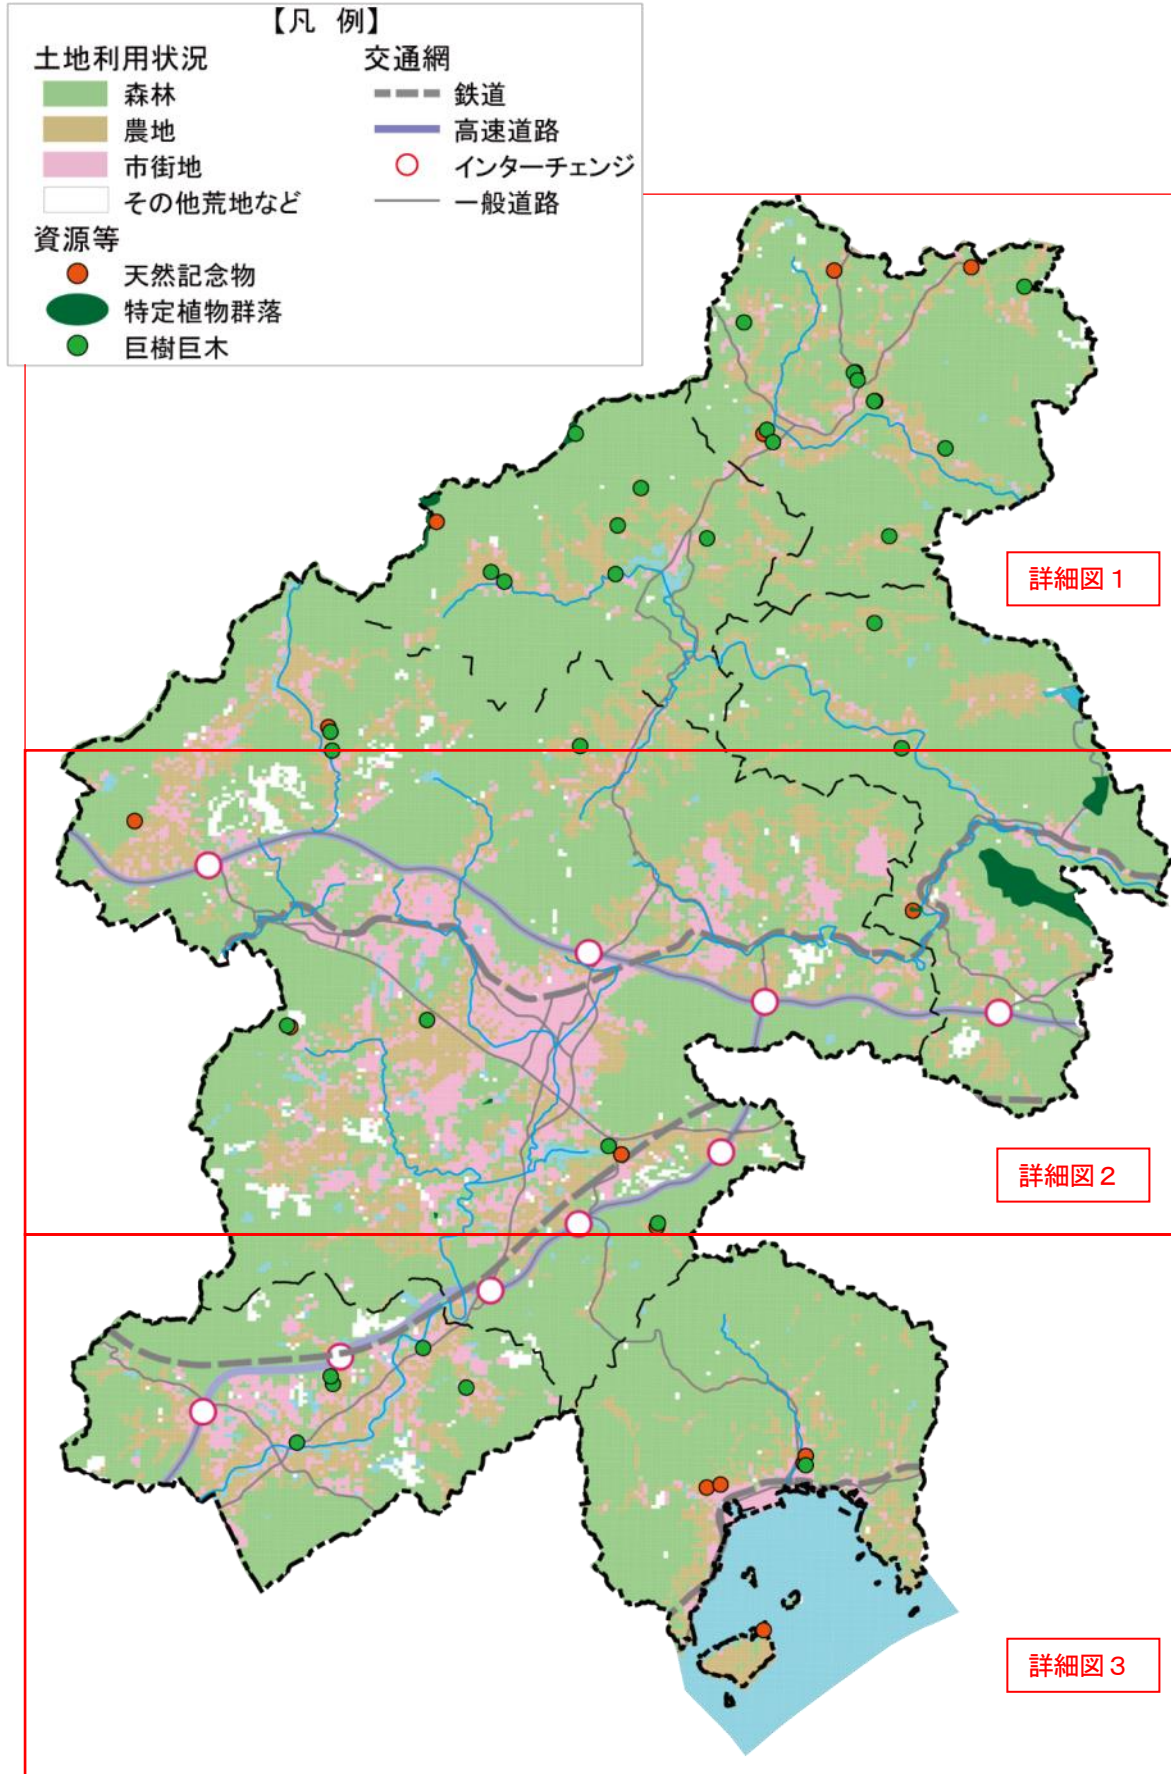 【凡 例】
土地利用状況
森林
農地
市街地
その他荒地など
資源等
天然記念物
特定植物群落
巨樹巨木
交通網
鉄道
高速道路
インターチェンジ
一般道路
詳細図１
詳細図２
詳細図３